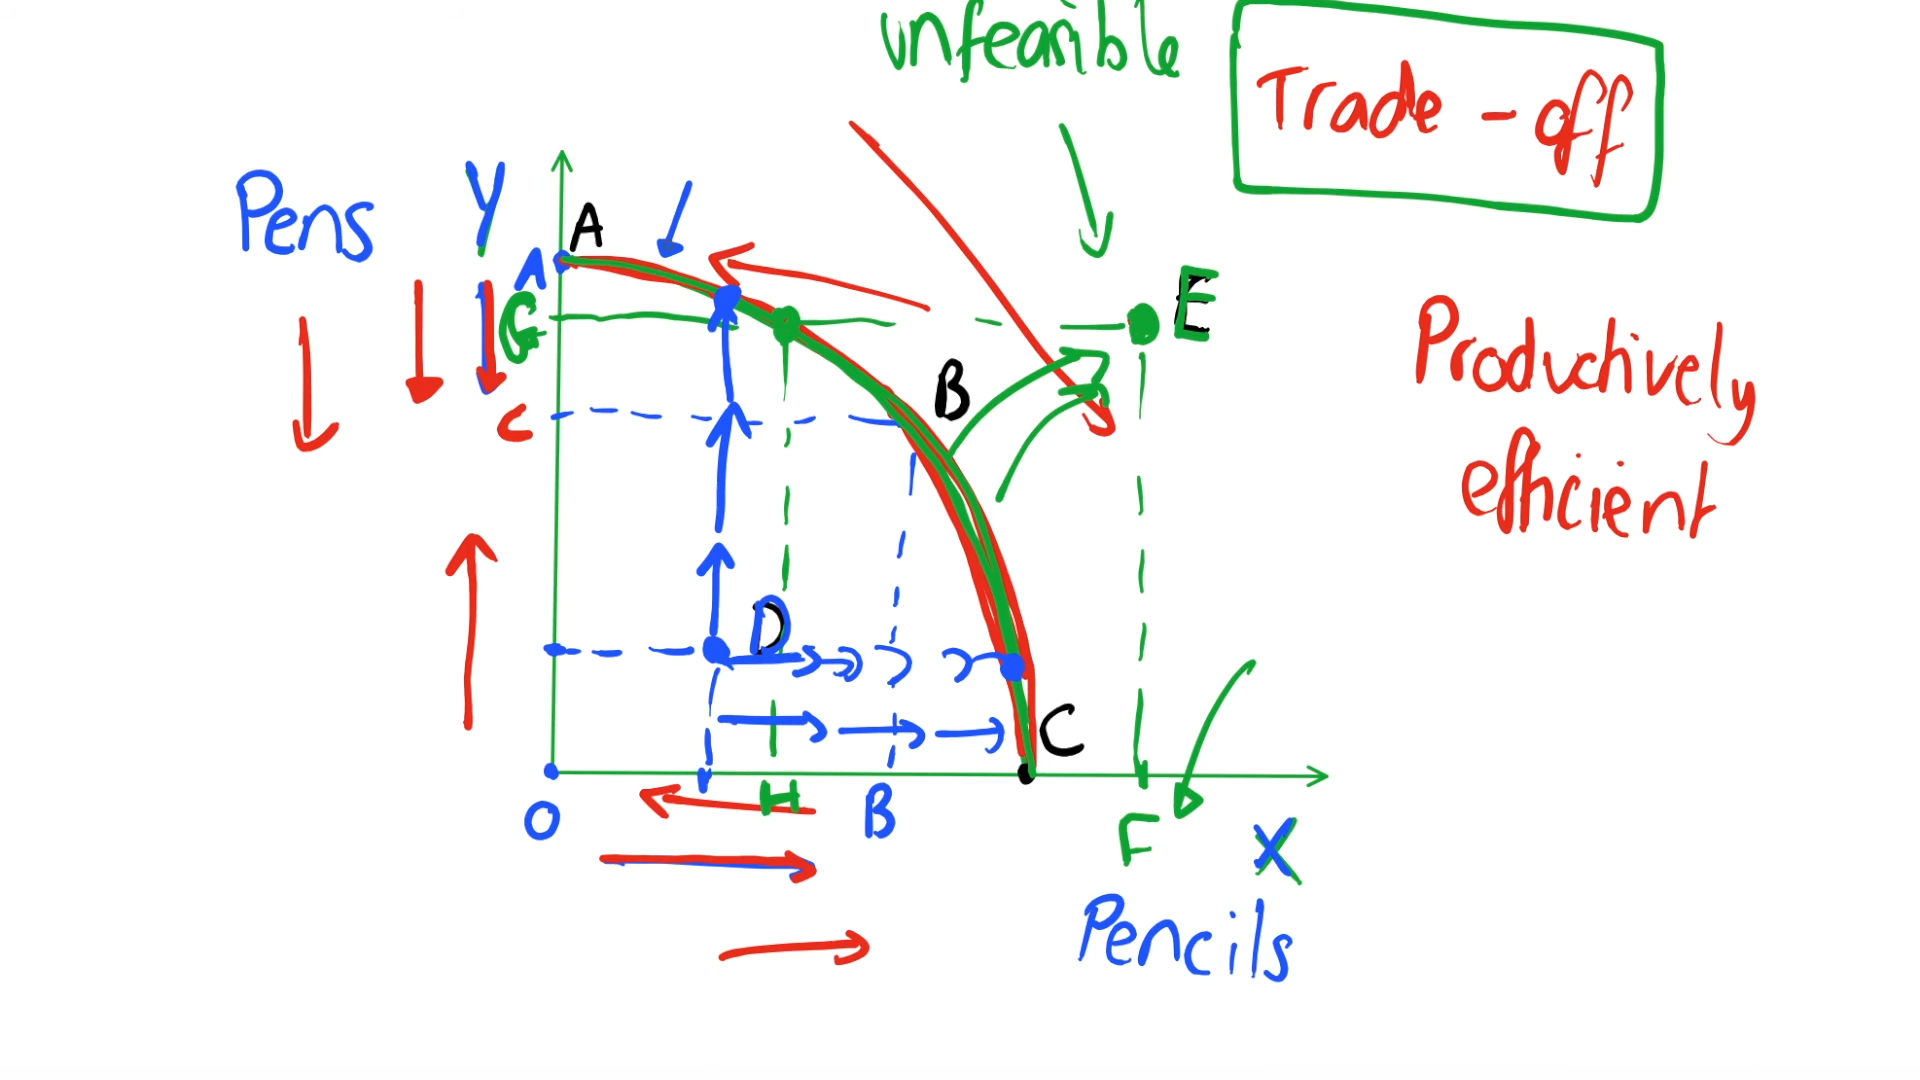 unfeasible
Trade-off
Pens
Y
A
A
G
E
B
C
Productively
efficient
D
C
O
H
B
F
X
Pencils